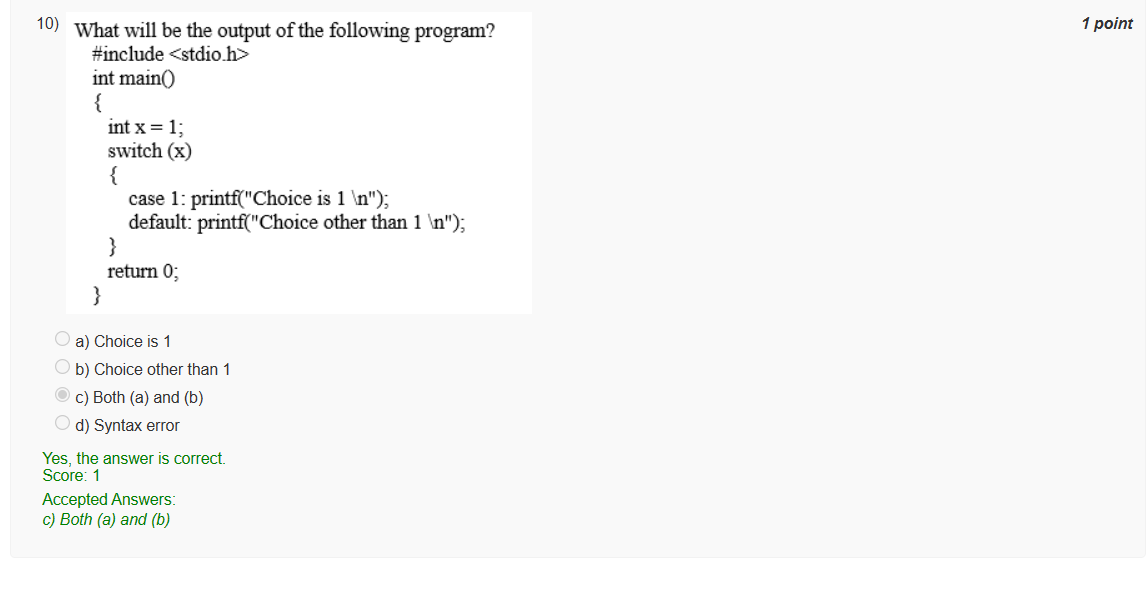 10) What will be the output of the following program? 1 point
#include <stdio.h>
int main()
{
int x = 1;
switch (x)
{
case 1: printf("Choice is 1 \n");
default: printf("Choice other than 1 \n");
}
return 0;
}
a) Choice is 1
b) Choice other than 1
c) Both (a) and (b)
d) Syntax error
Yes, the answer is correct.
Score: 1
Accepted Answers:
c) Both (a) and (b)